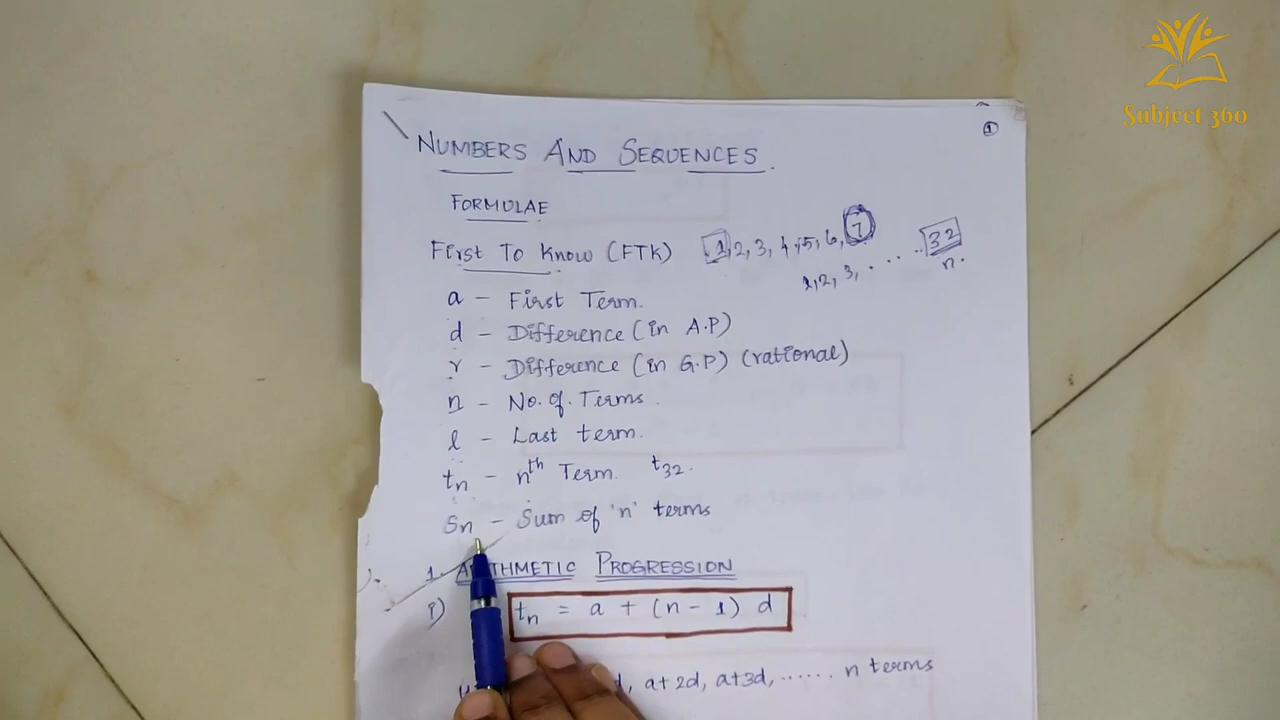 Subject 360
1
NUMBERS AND SEQUENCES.
FORMULAE
First To Know (FTK)
1, 2, 3, 4, 5, 6, 7
1, 2, 3, . . . . . 32
n.
a - First Term.
d - Difference (in A.P)
r - Difference (in G.P) (rational)
n - No. of. Terms.
l - Last term.
tn - nth Term. t32.
Sn - Sum of 'n' terms
1. ARITHMETIC PROGRESSION
i) tn = a + (n - 1) d
d, a+2d, a+3d, ...... n terms